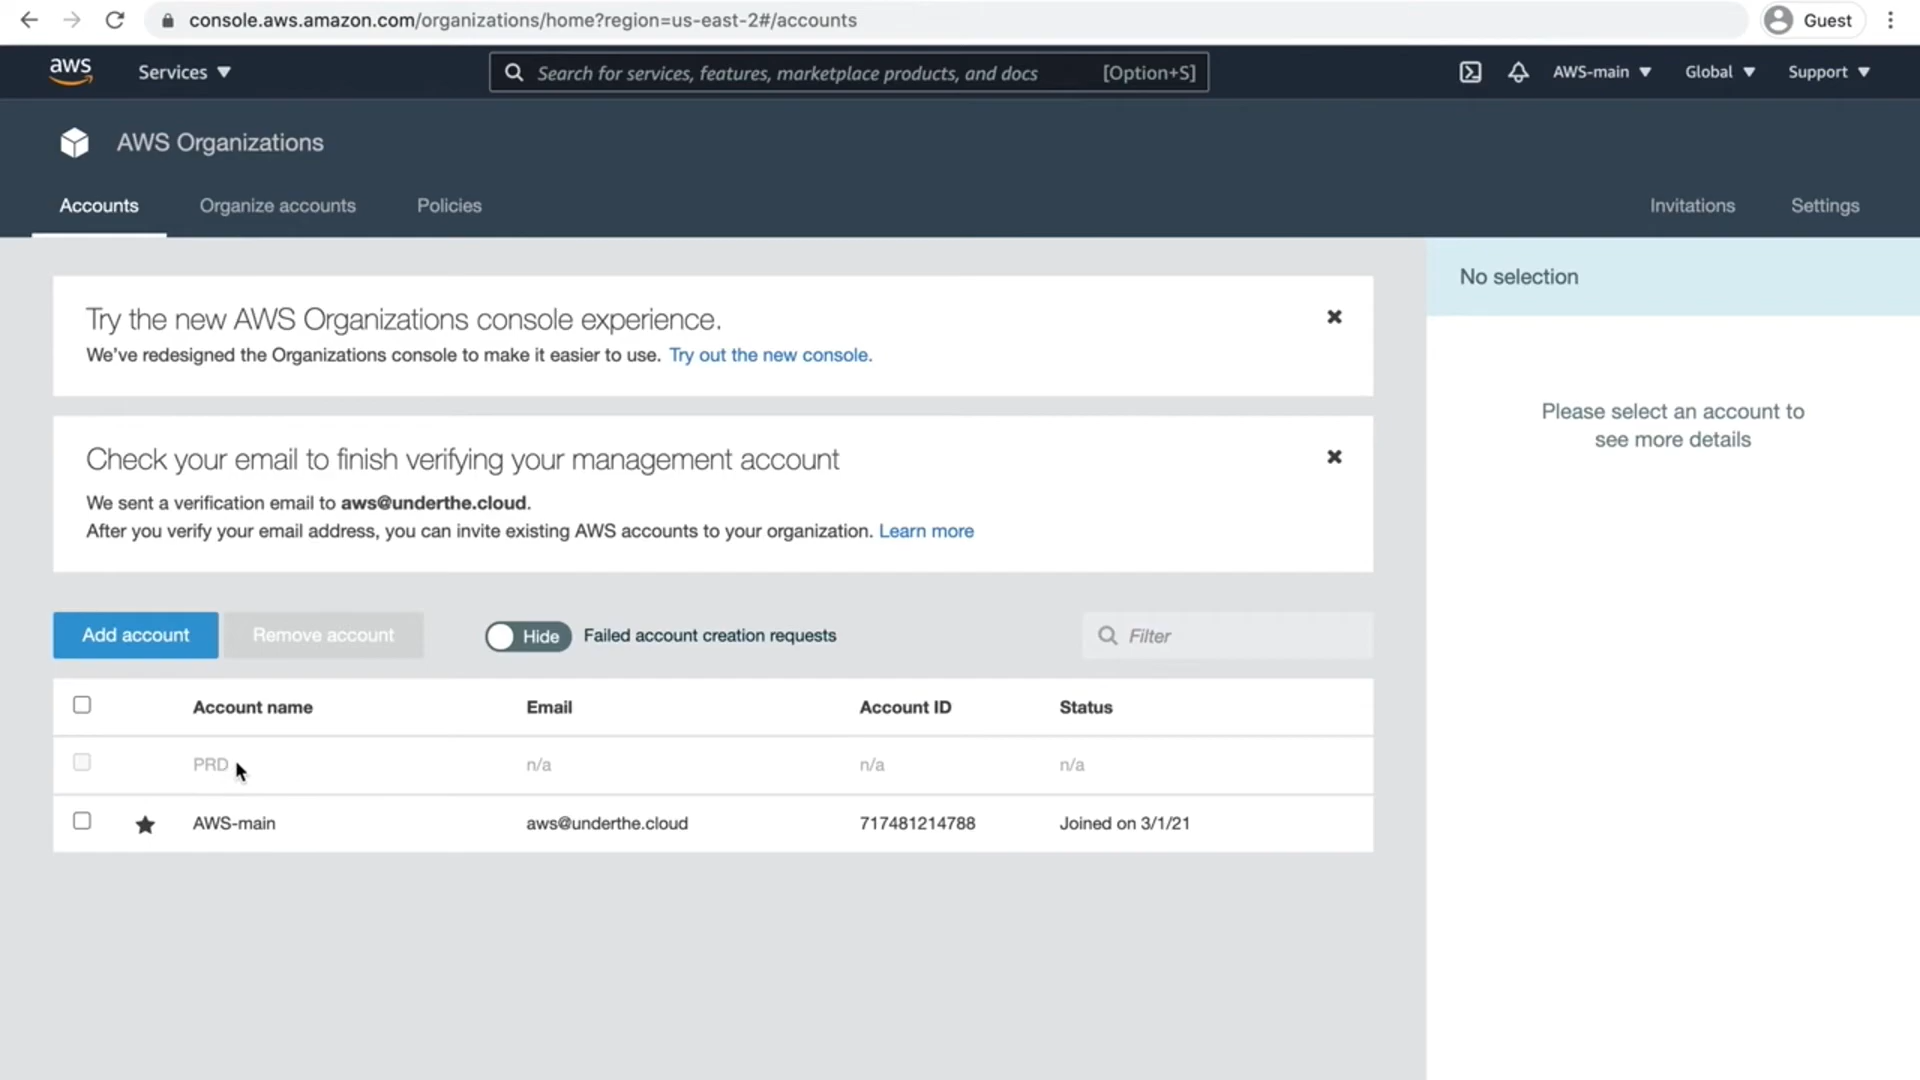 console.aws.amazon.com/organizations/home?region=us-east-2#/accounts
Guest
aws
Services
Search for services, features, marketplace products, and docs [Option+S]
AWS-main
Global
Support
AWS Organizations
Accounts
Organize accounts
Policies
Invitations
Settings
Try the new AWS Organizations console experience.
We've redesigned the Organizations console to make it easier to use. Try out the new console.
No selection
Please select an account to
see more details
Check your email to finish verifying your management account
We sent a verification email to aws@underthe.cloud.
After you verify your email address, you can invite existing AWS accounts to your organization. Learn more
Add account
Remove account
Hide
Failed account creation requests
Filter
Account name Email Account ID Status
PRD n/a n/a n/a
AWS-main aws@underthe.cloud 717481214788 Joined on 3/1/21